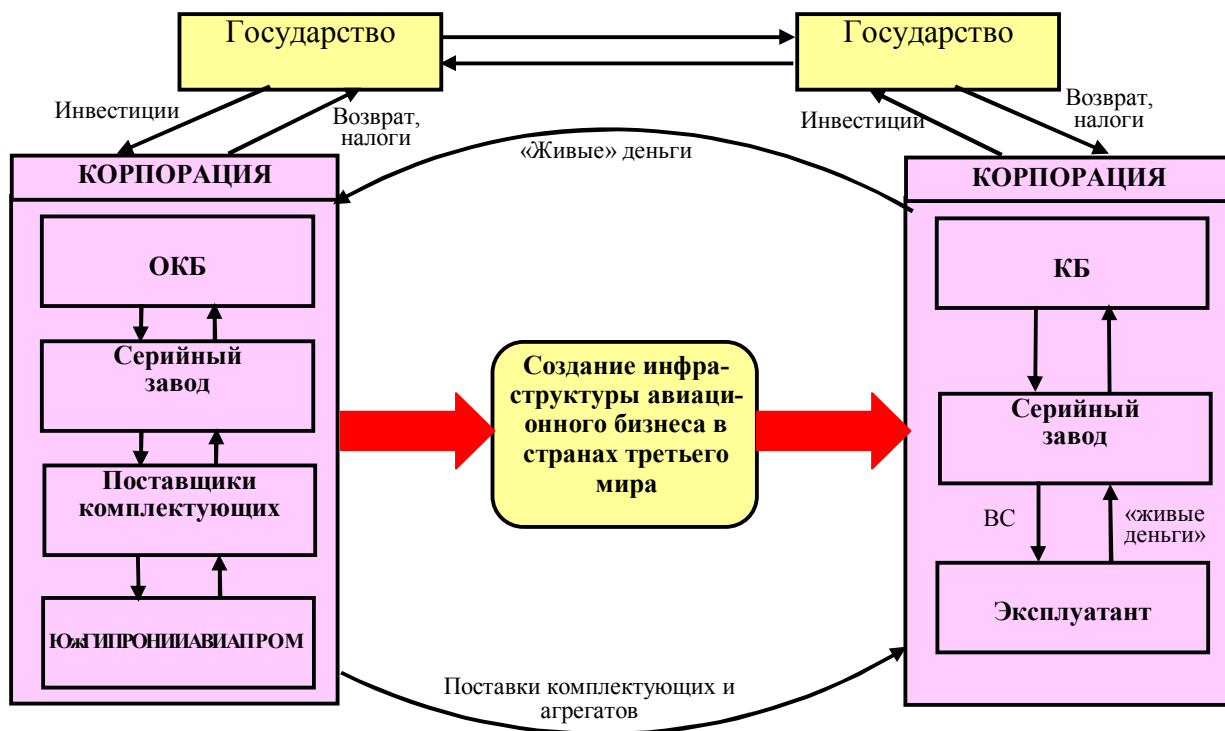 Государство
Государство
Инвестиции
Возврат,
налоги
«Живые» деньги
Инвестиции
Возврат,
налоги
КОРПОРАЦИЯ
ОКБ
Серийный
завод
Поставщики
комплектующих
ЮжГИПРОНИИАВИАПРОМ
Создание инфра-
структуры авиаци-
онного бизнеса в
странах третьего
мира
КОРПОРАЦИЯ
КБ
Серийный
завод
ВС
«живые
деньги»
Эксплуатант
Поставки комплектующих и
агрегатов